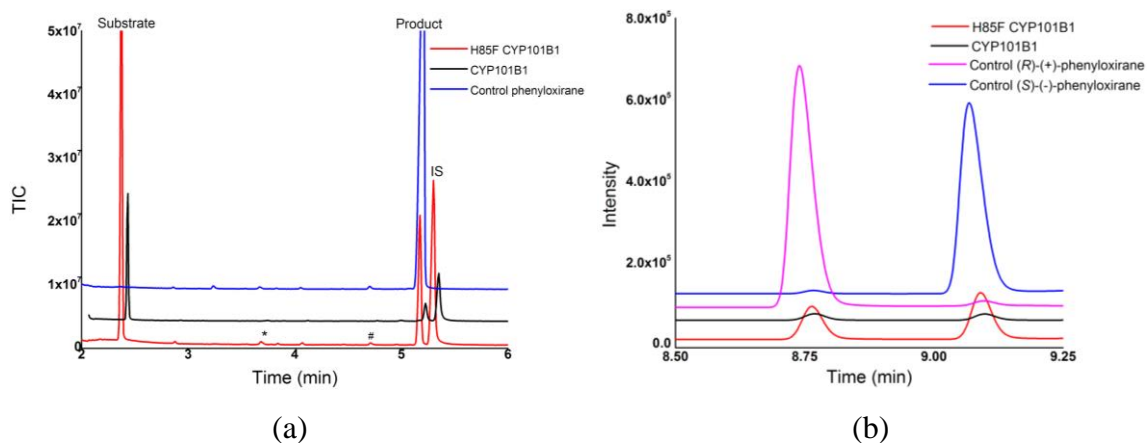 Substrate
Product
5x10⁷
4x10⁷
3x10⁷
2x10⁷
1x10⁷
0
TIC
H85F CYP101B1
CYP101B1
Control phenyloxirane
IS
*
#
2
3
4
5
6
Time (min)
(a)
8.0x10⁵
6.0x10⁵
4.0x10⁵
2.0x10⁵
0.0
Intensity
H85F CYP101B1
CYP101B1
Control (R)-(+)-phenyloxirane
Control (S)-(-)-phenyloxirane
8.50
8.75
9.00
9.25
Time (min)
(b)